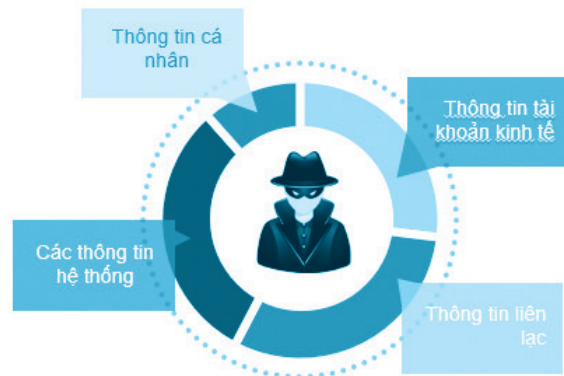 Thông tin cá
nhân
Thông tin tài
khoản kinh tế
Các thông tin
hệ thống
Thông tin liên
lạc